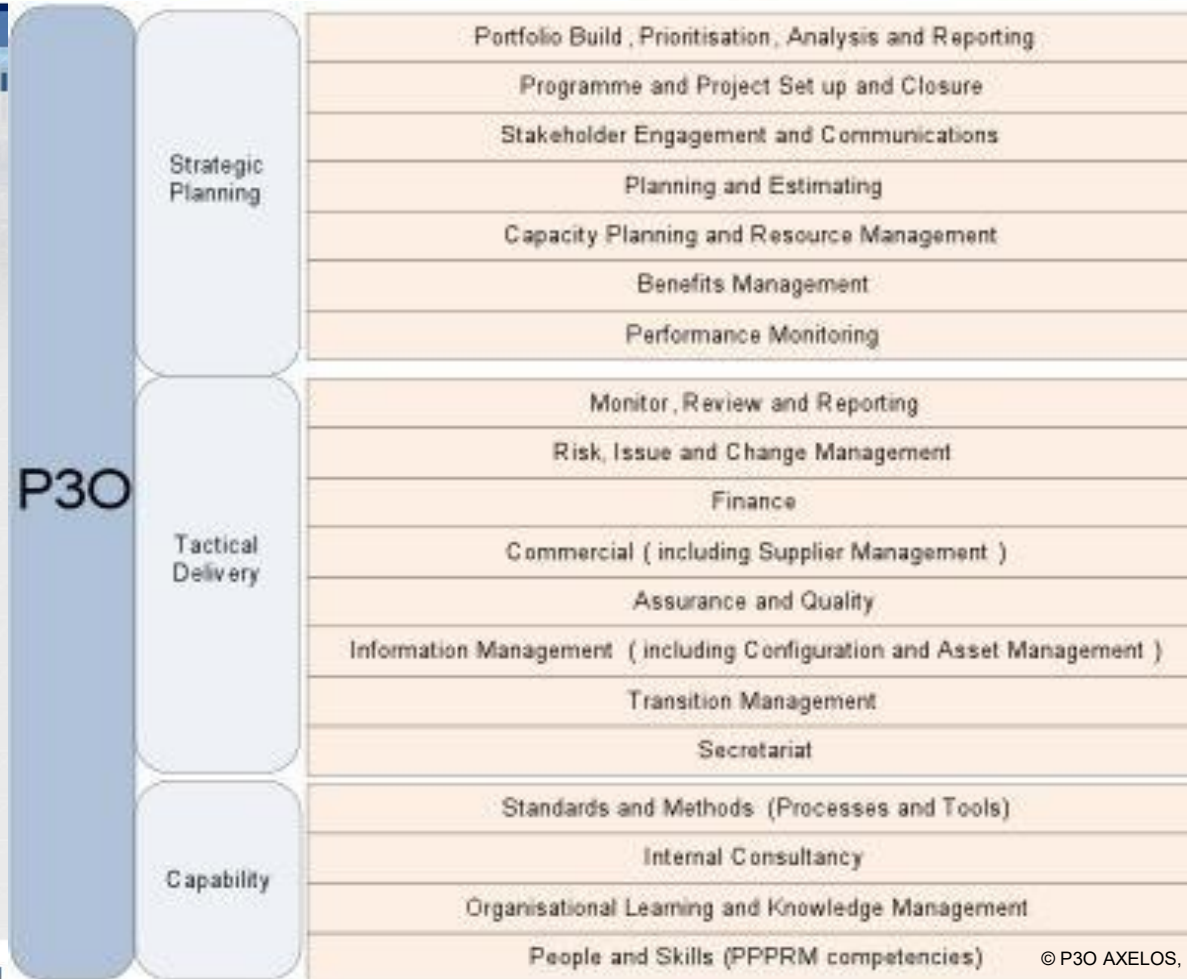 P3O
Strategic
Planning
Portfolio Build, Prioritisation, Analysis and Reporting
Programme and Project Set up and Closure
Stakeholder Engagement and Communications
Planning and Estimating
Capacity Planning and Resource Management
Benefits Management
Performance Monitoring
Tactical
Delivery
Monitor, Review and Reporting
Risk, Issue and Change Management
Finance
Commercial ( including Supplier Management )
Assurance and Quality
Information Management ( including Configuration and Asset Management )
Transition Management
Secretariat
Capability
Standards and Methods (Processes and Tools)
Internal Consultancy
Organisational Learning and Knowledge Management
People and Skills (PPPRM competencies)
© P3O AXELOS,